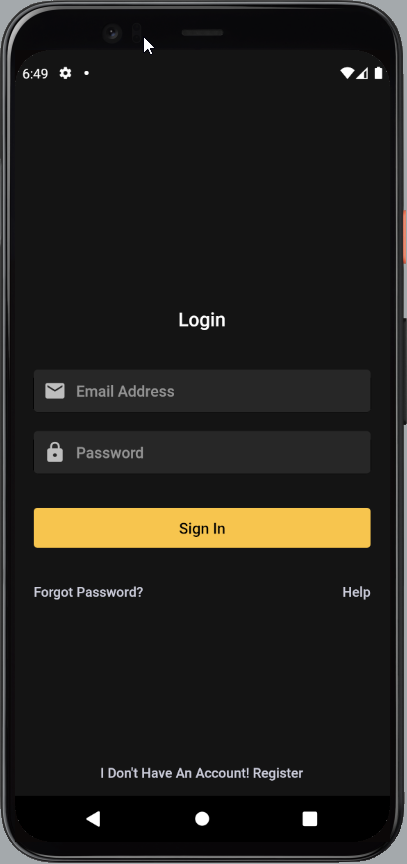 6:49
Login
Email Address
Password
Sign In
Forgot Password? Help
I Don't Have An Account! Register